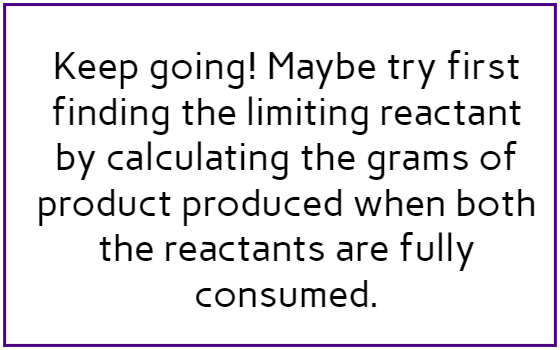 Keep going! Maybe try first
finding the limiting reactant
by calculating the grams of
product produced when both
the reactants are fully
consumed.